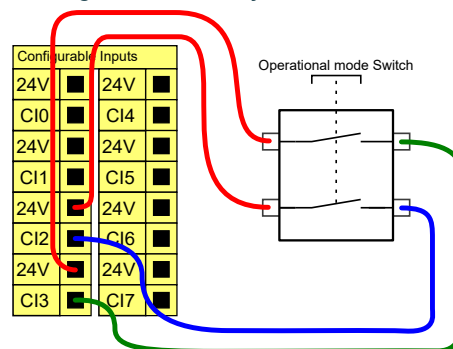 Configurable Inputs
24V 24V
CI0 CI4
24V 24V
CI1 CI5
24V 24V
CI2 CI6
24V 24V
CI3 CI7
Operational mode Switch